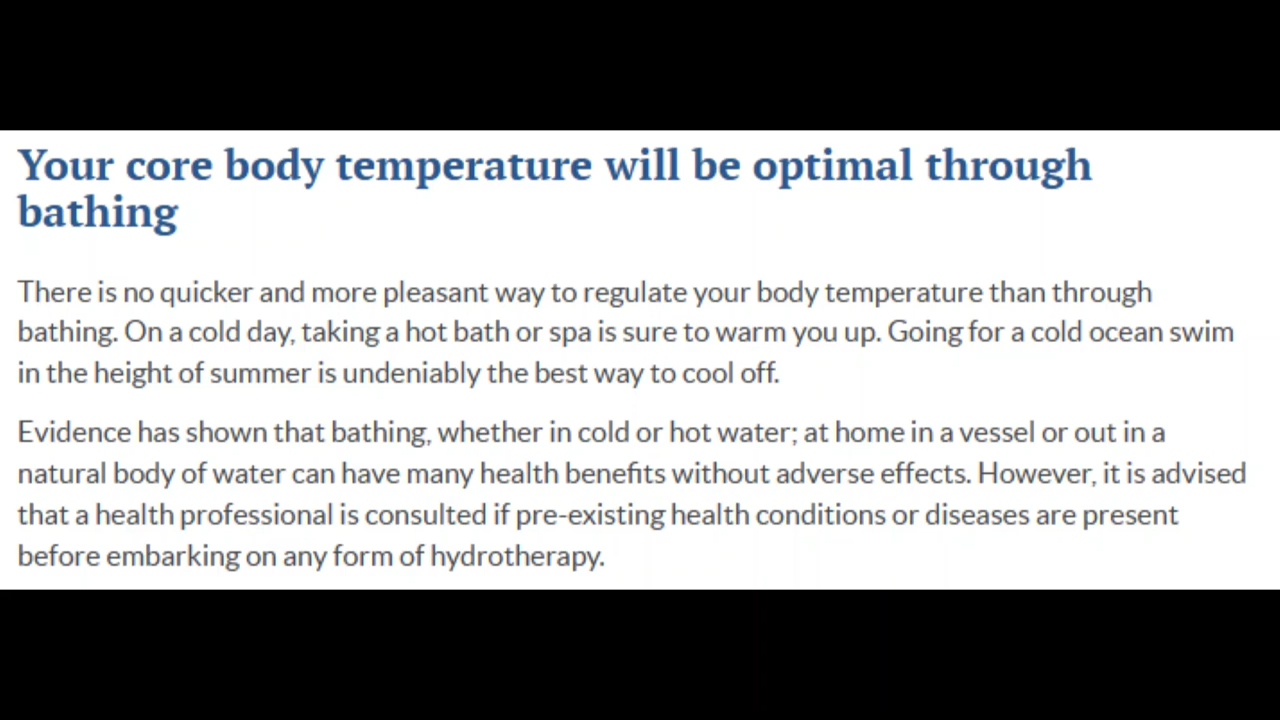 Your core body temperature will be optimal through
bathing
There is no quicker and more pleasant way to regulate your body temperature than through
bathing. On a cold day, taking a hot bath or spa is sure to warm you up. Going for a cold ocean swim
in the height of summer is undeniably the best way to cool off.
Evidence has shown that bathing, whether in cold or hot water; at home in a vessel or out in a
natural body of water can have many health benefits without adverse effects. However, it is advised
that a health professional is consulted if pre-existing health conditions or diseases are present
before embarking on any form of hydrotherapy.